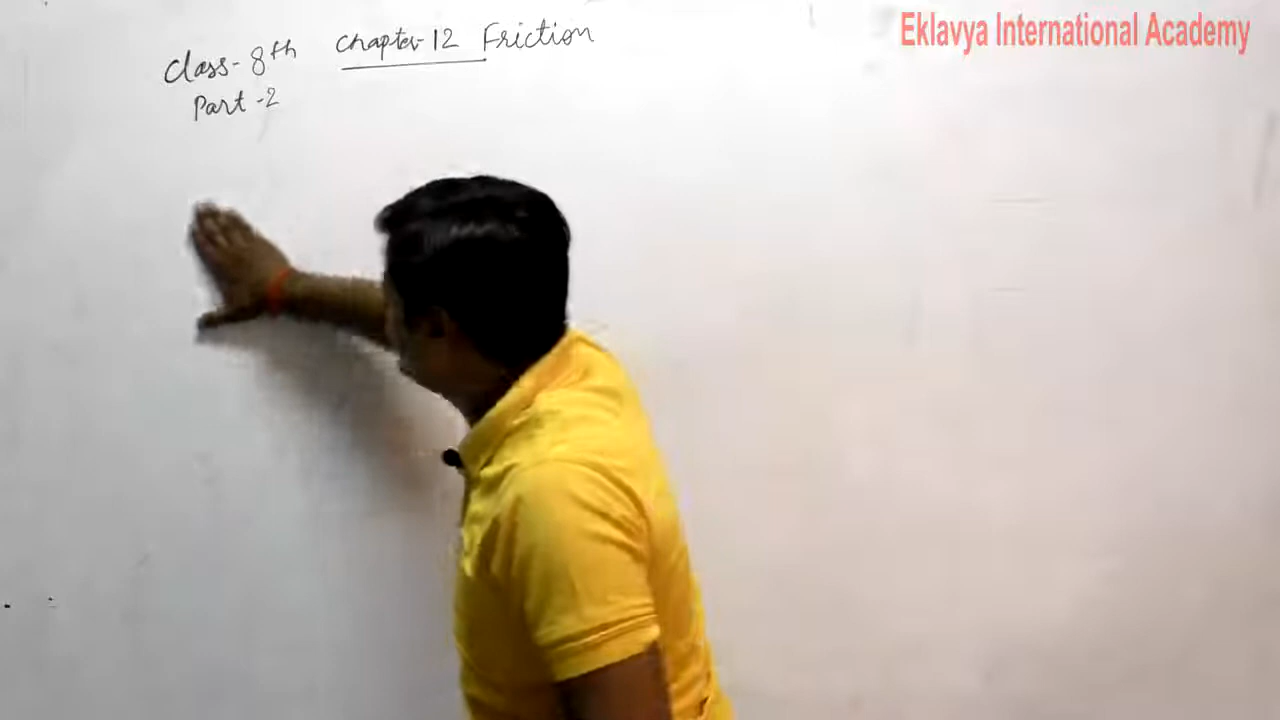 Eklavya International Academy
Class- 8th Chapter-12 Friction
Part-2